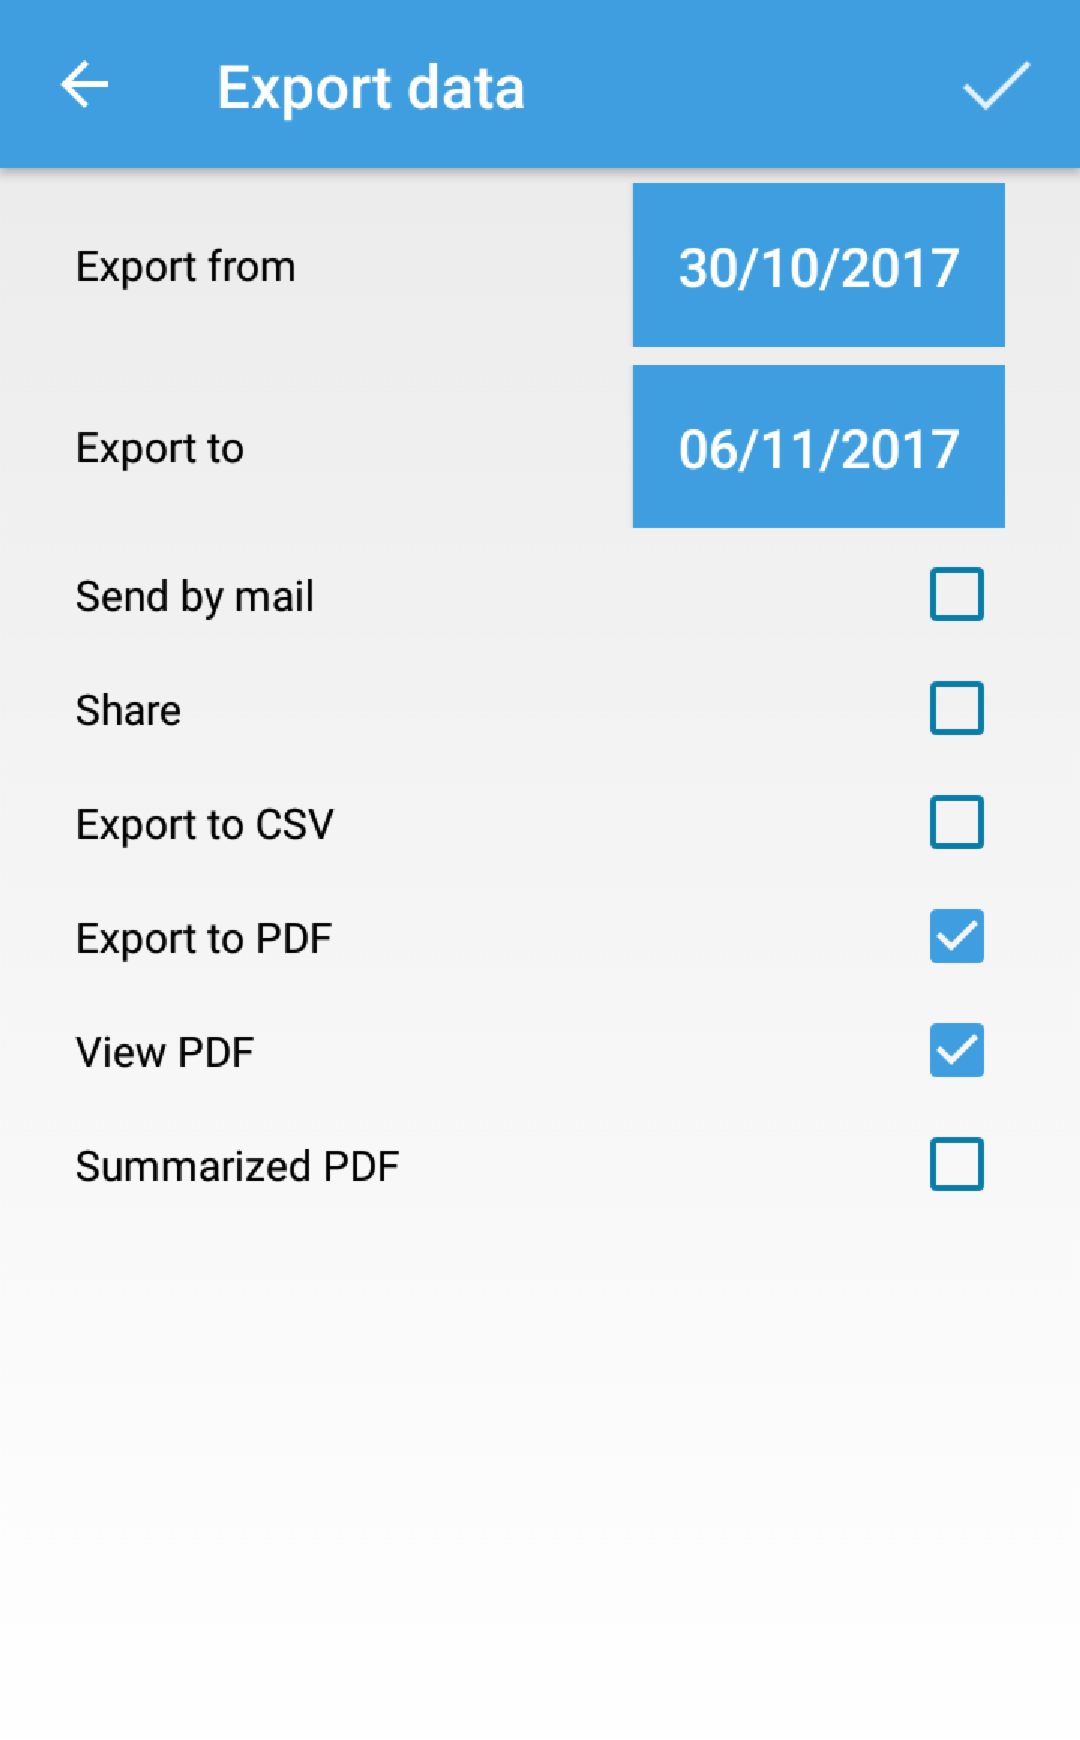 Export data
Export from 30/10/2017
Export to 06/11/2017
Send by mail
Share
Export to CSV
Export to PDF
View PDF
Summarized PDF